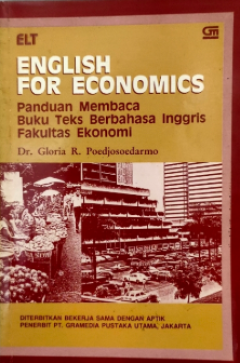 ELT
GM
ENGLISH
FOR ECONOMICS
Panduan Membaca
Buku Teks Berbahasa Inggris
Fakultas Ekonomi
Dr. Gloria R. Poedjosoedarmo
DITERBITKAN BEKERJA SAMA DENGAN APTIK
PENERBIT PT. GRAMEDIA PUSTAKA UTAMA, JAKARTA